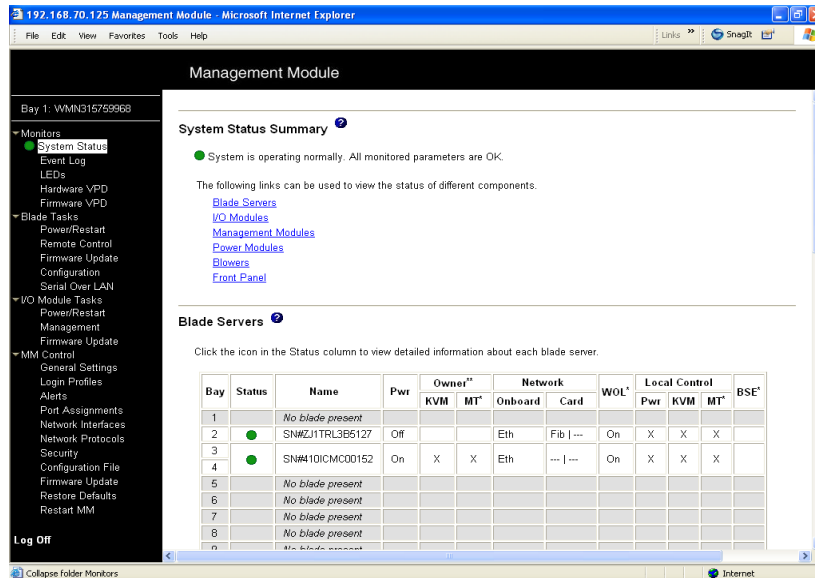 192.168.70.125 Management Module - Microsoft Internet Explorer
File Edit View Favorites Tools Help
Links » SnagIt
Management Module
Bay 1: WMN315759968
Monitors
System Status
Event Log
LEDs
Hardware VPD
Firmware VPD
Blade Tasks
Power/Restart
Remote Control
Firmware Update
Configuration
Serial Over LAN
I/O Module Tasks
Power/Restart
Management
Firmware Update
MM Control
General Settings
Login Profiles
Alerts
Port Assignments
Network Interfaces
Network Protocols
Security
Configuration File
Firmware Update
Restore Defaults
Restart MM
Log Off
System Status Summary ?
System is operating normally. All monitored parameters are OK.
The following links can be used to view the status of different components.
Blade Servers
I/O Modules
Management Modules
Power Modules
Blowers
Front Panel
Blade Servers ?
Click the icon in the Status column to view detailed information about each blade server.
Bay Status Name Pwr Owner** Network WOL* Local Control BSE*
KVM MT* Onboard Card Pwr KVM MT*
1 No blade present
2 SN#ZJ1TRL3B5127 Off Eth Fib | --- On X X X
3
4 SN#410ICMC00152 On X X Eth --- | --- On X X X
5 No blade present
6 No blade present
7 No blade present
8 No blade present
9 No blade present
Collapse folder Monitors
Internet